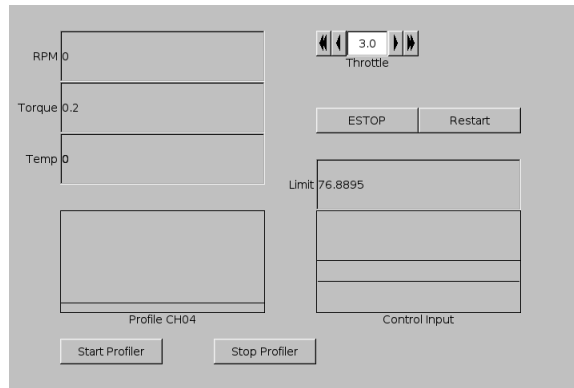 RPM 0
3.0
Throttle
Torque 0.2
ESTOP Restart
Temp 0
Limit 76.8895
Profile CH04 Control Input
Start Profiler Stop Profiler